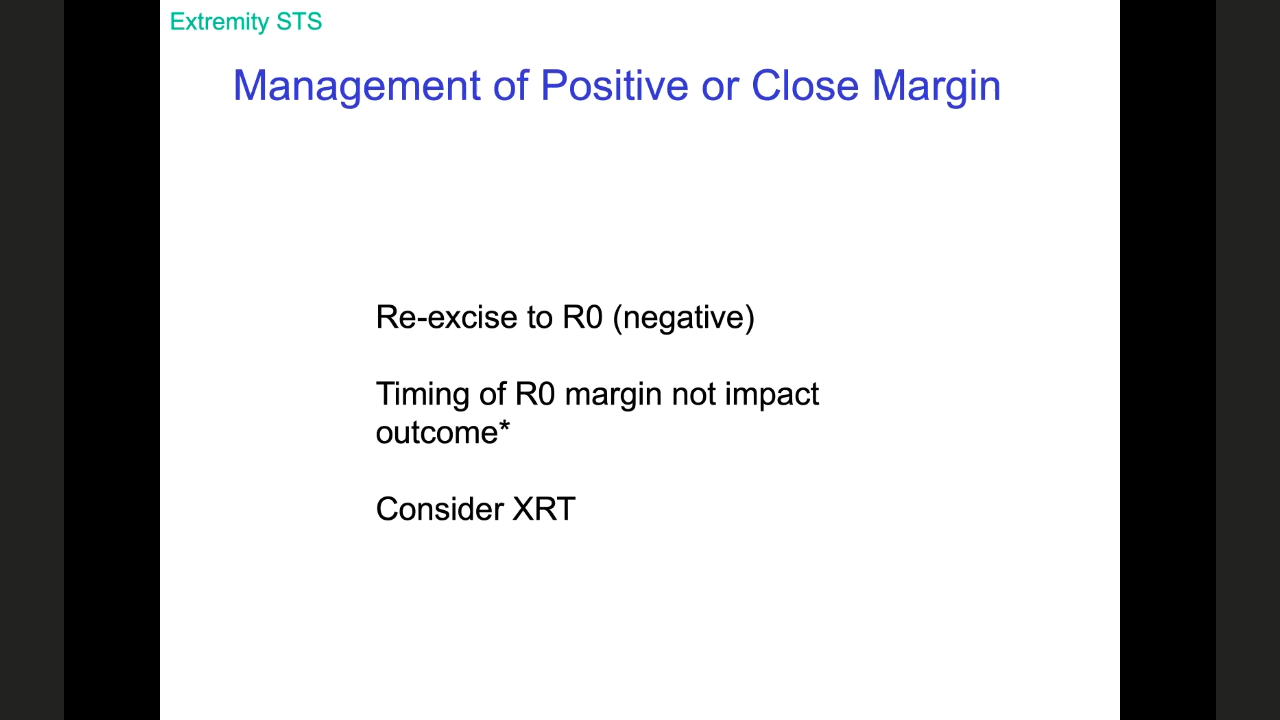 Extremity STS
Management of Positive or Close Margin
Re-excise to R0 (negative)
Timing of R0 margin not impact
outcome*
Consider XRT